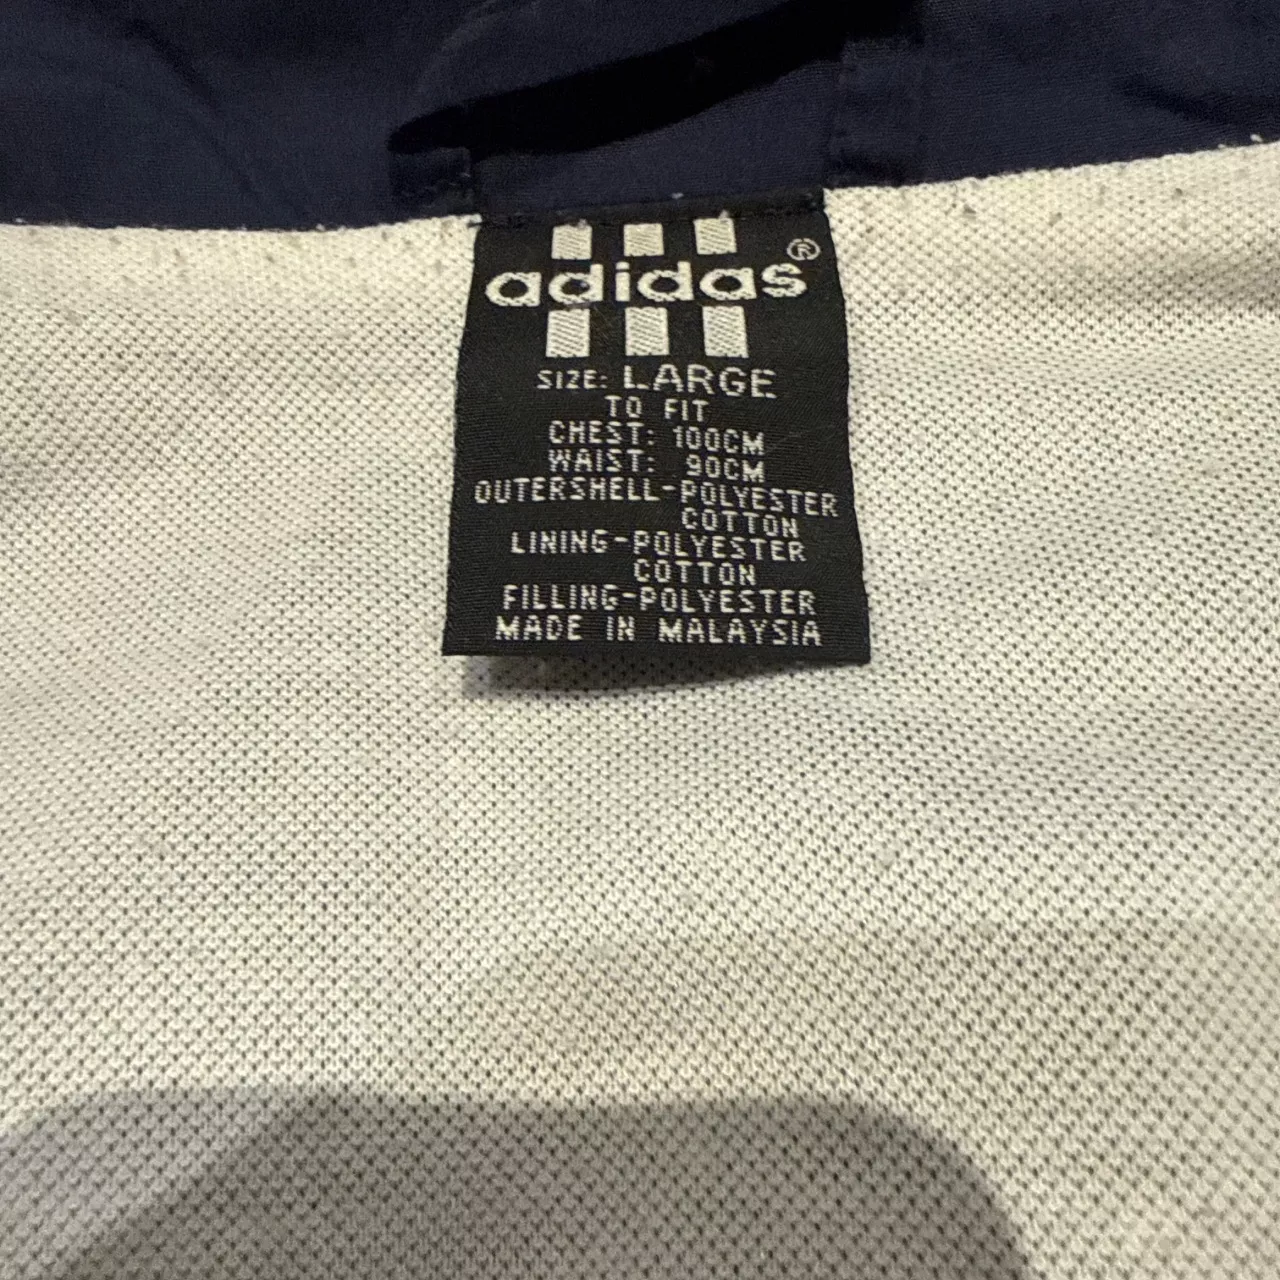 adidas®
SIZE: LARGE
TO FIT
CHEST: 100CM
WAIST: 90CM
OUTERSHELL-POLYESTER
COTTON
LINING-POLYESTER
COTTON
FILLING-POLYESTER
MADE IN MALAYSIA